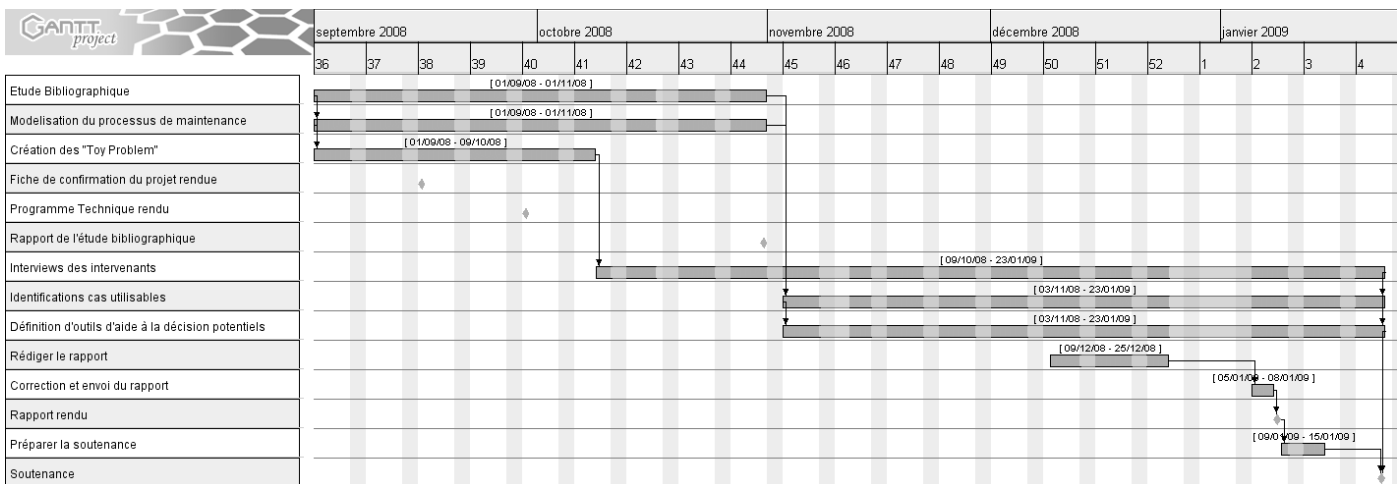 GANTT
project
septembre 2008 octobre 2008 novembre 2008 décembre 2008 janvier 2009
36 37 38 39 40 41 42 43 44 45 46 47 48 49 50 51 52 1 2 3 4
Etude Bibliographique [ 01/09/08 - 01/11/08 ]
Modelisation du processus de maintenance [ 01/09/08 - 01/11/08 ]
Création des "Toy Problem" [ 01/09/08 - 09/10/08 ]
Fiche de confirmation du projet rendue
Programme Technique rendu
Rapport de l'étude bibliographique
Interviews des intervenants [ 09/10/08 - 23/01/09 ]
Identifications cas utilisables [ 03/11/08 - 23/01/09 ]
Définition d'outils d'aide à la décision potentiels [ 03/11/08 - 23/01/09 ]
Rédiger le rapport [ 09/12/08 - 25/12/08 ]
Correction et envoi du rapport [ 05/01/09 - 08/01/09 ]
Rapport rendu
Préparer la soutenance [ 09/01/09 - 15/01/09 ]
Soutenance